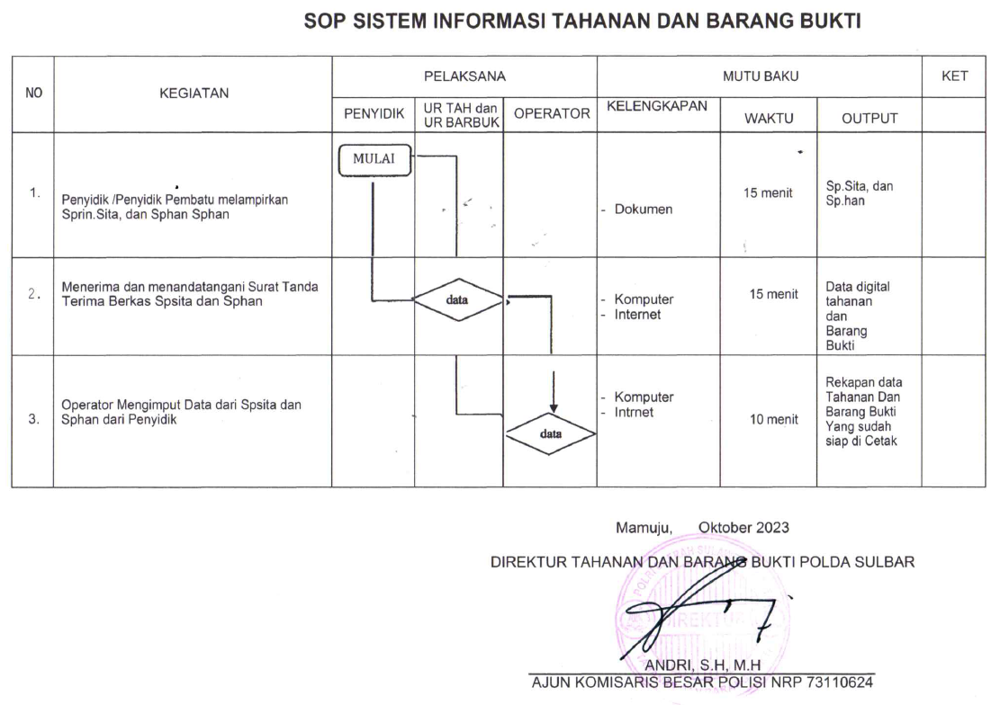 SOP SISTEM INFORMASI TAHANAN DAN BARANG BUKTI
NO
KEGIATAN
PELAKSANA
MUTU BAKU
KET
PENYIDIK
UR TAH dan
UR BARBUK
OPERATOR
KELENGKAPAN
WAKTU
OUTPUT
1.
Penyidik /Penyidik Pembatu melampirkan
Sprin.Sita, dan Sphan Sphan
MULAI
- Dokumen
15 menit
Sp.Sita, dan
Sp.han
2.
Menerima dan menandatangani Surat Tanda
Terima Berkas Spsita dan Sphan
data
- Komputer
- Internet
15 menit
Data digital
tahanan
dan
Barang
Bukti
3.
Operator Mengimput Data dari Spsita dan
Sphan dari Penyidik
data
- Komputer
- Intrnet
10 menit
Rekapan data
Tahanan Dan
Barang Bukti
Yang sudah
siap di Cetak
Mamuju, Oktober 2023
DIREKTUR TAHANAN DAN BARANG BUKTI POLDA SULBAR
DIREKTUR
ANDRI, S.H, M.H
AJUN KOMISARIS BESAR POLISI NRP 73110624